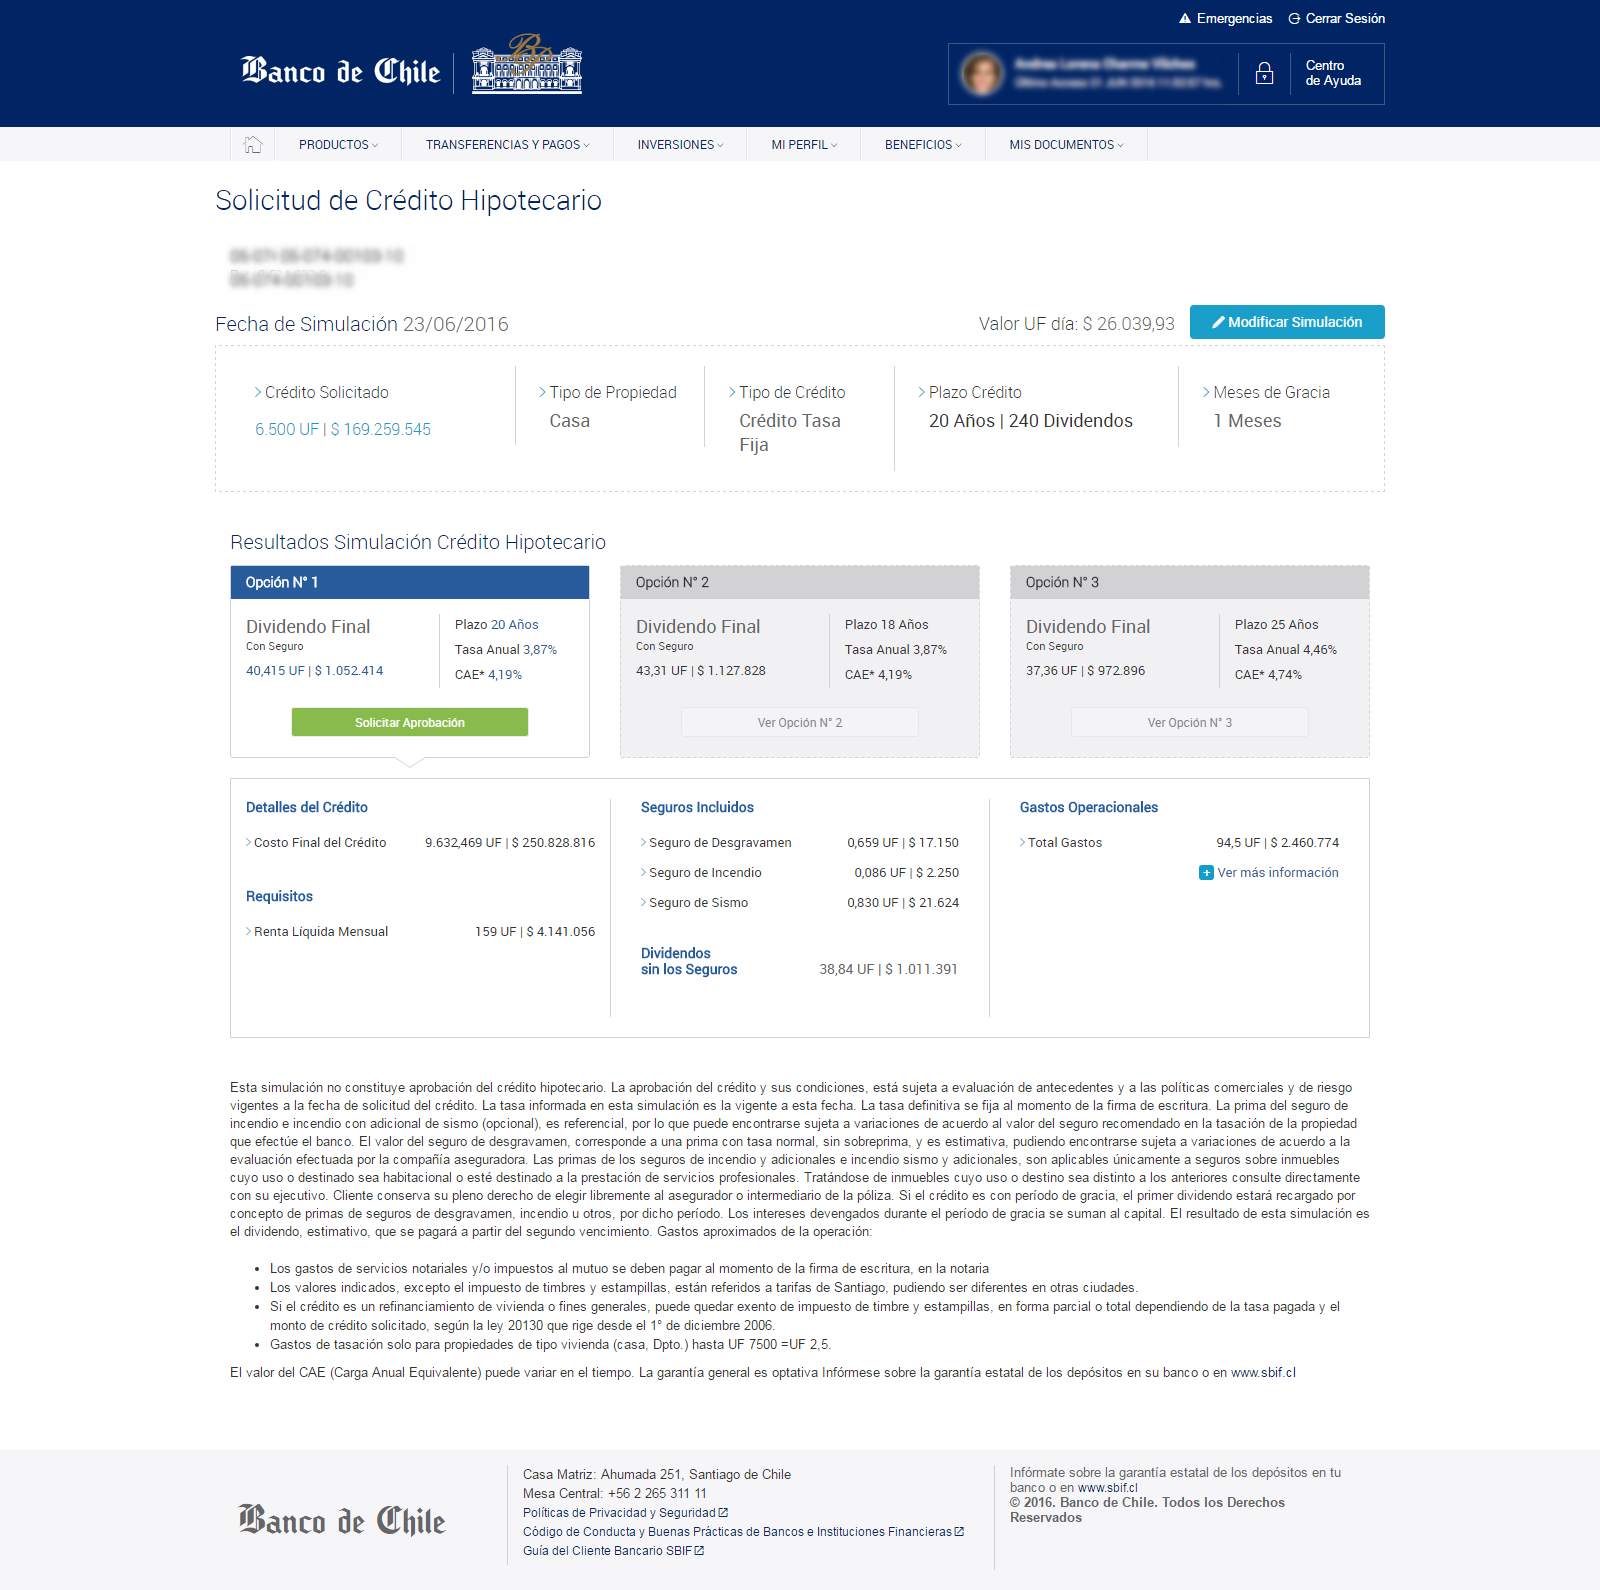 Emergencias
Cerrar Sesión
Banco de Chile
Centro
de Ayuda
PRODUCTOS
TRANSFERENCIAS Y PAGOS
INVERSIONES
MI PERFIL
BENEFICIOS
MIS DOCUMENTOS
Solicitud de Crédito Hipotecario
Fecha de Simulación 23/06/2016
Valor UF día: $ 26.039,93
Modificar Simulación
Crédito Solicitado
6.500 UF | $ 169.259.545
Tipo de Propiedad
Casa
Tipo de Crédito
Crédito Tasa
Fija
Plazo Crédito
20 Años | 240 Dividendos
Meses de Gracia
1 Meses
Resultados Simulación Crédito Hipotecario
Opción N° 1
Dividendo Final
Con Seguro
40,415 UF | $ 1.052.414
Plazo 20 Años
Tasa Anual 3,87%
CAE* 4,19%
Solicitar Aprobación
Opción N° 2
Dividendo Final
Con Seguro
43,31 UF | $ 1.127.828
Plazo 18 Años
Tasa Anual 3,87%
CAE* 4,19%
Ver Opción N° 2
Opción N° 3
Dividendo Final
Con Seguro
37,36 UF | $ 972.896
Plazo 25 Años
Tasa Anual 4,46%
CAE* 4,74%
Ver Opción N° 3
Detalles del Crédito
Costo Final del Crédito 9.632,469 UF | $ 250.828.816
Requisitos
Renta Líquida Mensual 159 UF | $ 4.141.056
Seguros Incluidos
Seguro de Desgravamen 0,659 UF | $ 17.150
Seguro de Incendio 0,086 UF | $ 2.250
Seguro de Sismo 0,830 UF | $ 21.624
Dividendos
sin los Seguros 38,84 UF | $ 1.011.391
Gastos Operacionales
Total Gastos 94,5 UF | $ 2.460.774
Ver más información
Esta simulación no constituye aprobación del crédito hipotecario. La aprobación del crédito y sus condiciones, está sujeta a evaluación de antecedentes y a las políticas comerciales y de riesgo
vigentes a la fecha de solicitud del crédito. La tasa informada en esta simulación es la vigente a esta fecha. La tasa definitiva se fija al momento de la firma de escritura. La prima del seguro de
incendio e incendio con adicional de sismo (opcional), es referencial, por lo que puede encontrarse sujeta a variaciones de acuerdo al valor del seguro recomendado en la tasación de la propiedad
que efectúe el banco. El valor del seguro de desgravamen, corresponde a una prima con tasa normal, sin sobreprima, y es estimativa, pudiendo encontrarse sujeta a variaciones de acuerdo a la
evaluación efectuada por la compañía aseguradora. Las primas de los seguros de incendio y adicionales e incendio sismo y adicionales, son aplicables únicamente a seguros sobre inmuebles
cuyo uso o destinado sea habitacional o esté destinado a la prestación de servicios profesionales. Tratándose de inmuebles cuyo uso o destino sea distinto a los anteriores consulte directamente
con su ejecutivo. Cliente conserva su pleno derecho de elegir libremente al asegurador o intermediario de la póliza. Si el crédito es con período de gracia, el primer dividendo estará recargado por
concepto de primas de seguros de desgravamen, incendio u otros, por dicho período. Los intereses devengados durante el período de gracia se suman al capital. El resultado de esta simulación es
el dividendo, estimativo, que se pagará a partir del segundo vencimiento. Gastos aproximados de la operación:
• Los gastos de servicios notariales y/o impuestos al mutuo se deben pagar al momento de la firma de escritura, en la notaria
• Los valores indicados, excepto el impuesto de timbres y estampillas, están referidos a tarifas de Santiago, pudiendo ser diferentes en otras ciudades.
• Si el crédito es un refinanciamiento de vivienda o fines generales, puede quedar exento de impuesto de timbre y estampillas, en forma parcial o total dependiendo de la tasa pagada y el
monto de crédito solicitado, según la ley 20130 que rige desde el 1° de diciembre 2006.
• Gastos de tasación solo para propiedades de tipo vivienda (casa, Dpto.) hasta UF 7500 =UF 2,5.
El valor del CAE (Carga Anual Equivalente) puede variar en el tiempo. La garantía general es optativa Infórmese sobre la garantía estatal de los depósitos en su banco o en www.sbif.cl
Banco de Chile
Casa Matriz: Ahumada 251, Santiago de Chile
Mesa Central: +56 2 265 311 11
Políticas de Privacidad y Seguridad
Código de Conducta y Buenas Prácticas de Bancos e Instituciones Financieras
Guía del Cliente Bancario SBIF
Infórmate sobre la garantía estatal de los depósitos en tu
banco o en www.sbif.cl
© 2016. Banco de Chile. Todos los Derechos
Reservados